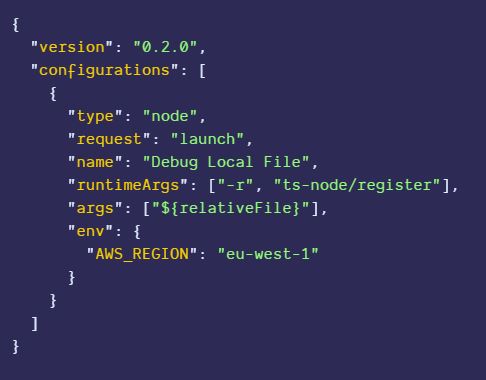 {
  "version": "0.2.0",
  "configurations": [
    {
      "type": "node",
      "request": "launch",
      "name": "Debug Local File",
      "runtimeArgs": ["-r", "ts-node/register"],
      "args": ["${relativeFile}"],
      "env": {
        "AWS_REGION": "eu-west-1"
      }
    }
  ]
}